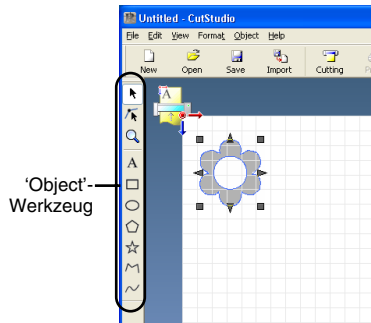 Untitled - CutStudio
File Edit View Format Object Help
New Open Save Import Cutting
A
A
'Object'-
Werkzeug